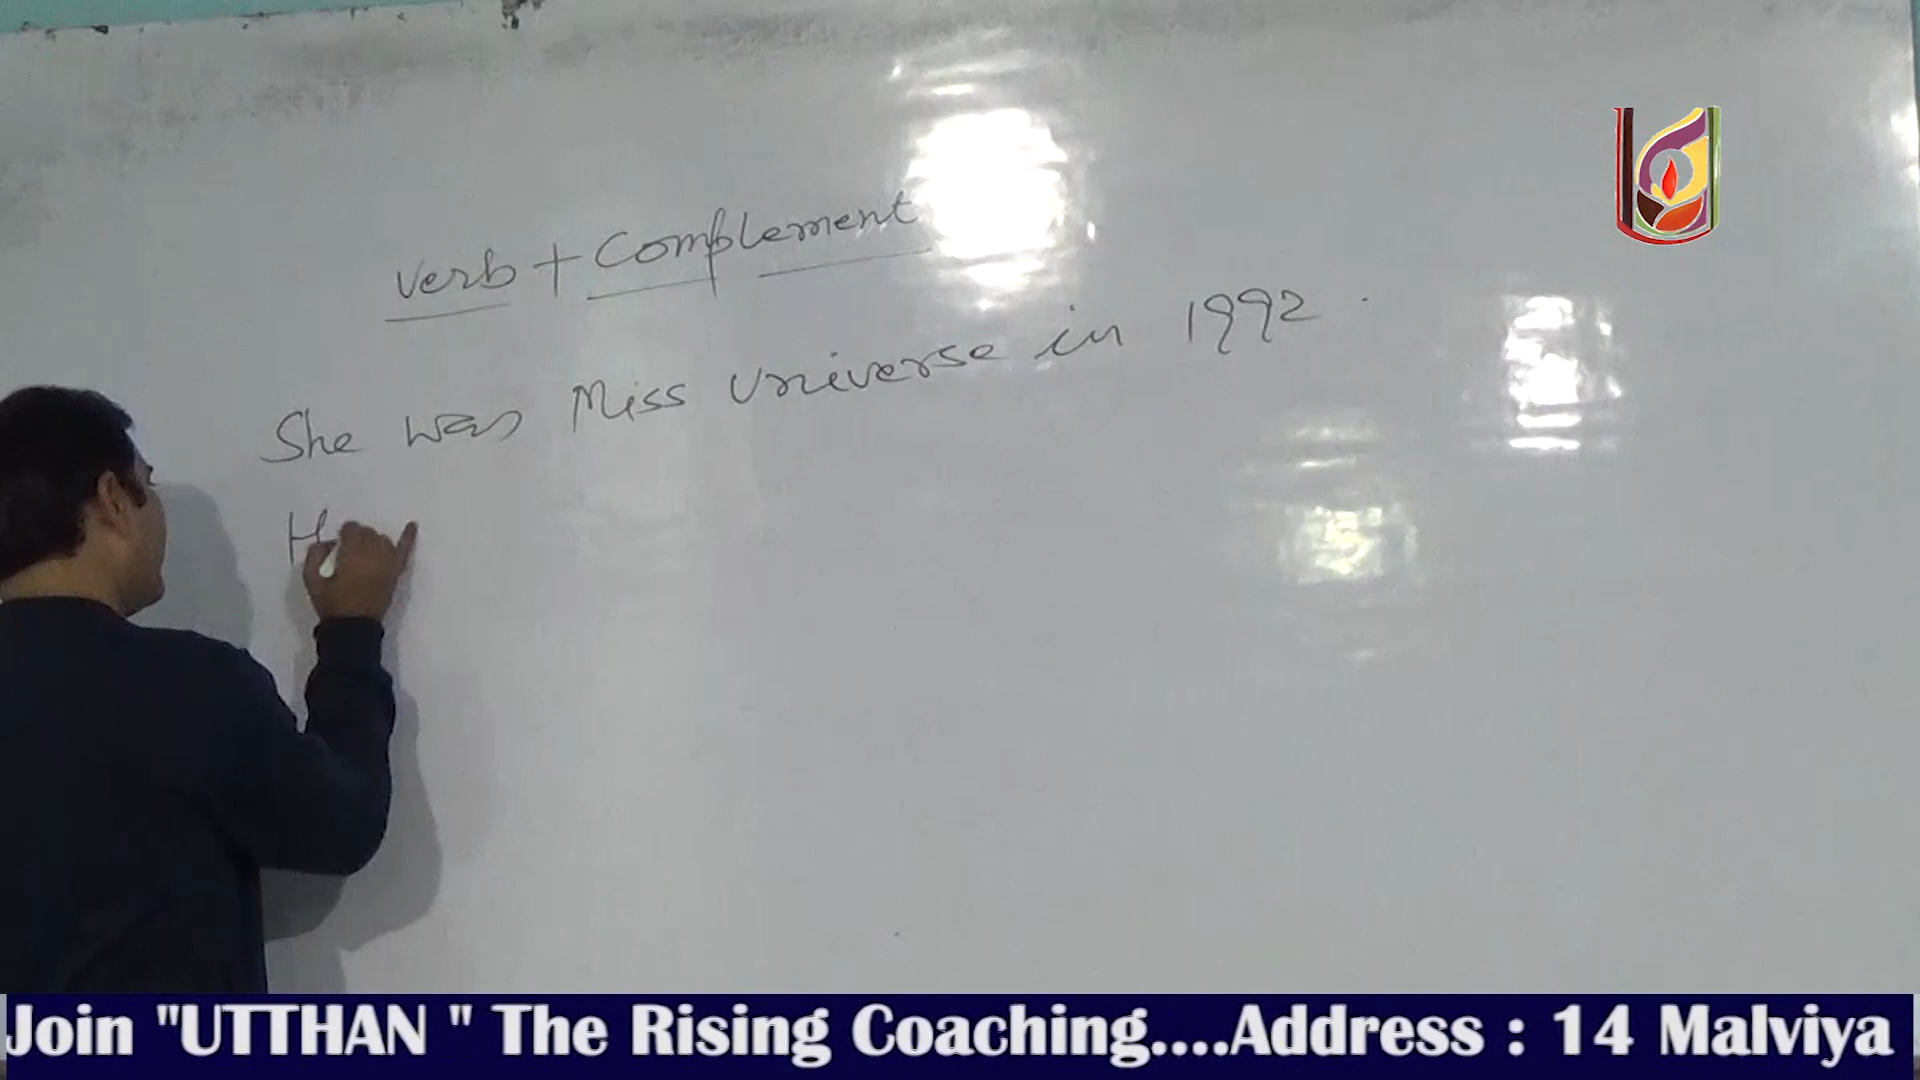 verb + Complement
She was Miss Universe in 1992.
H
Join "UTTHAN " The Rising Coaching....Address : 14 Malviya